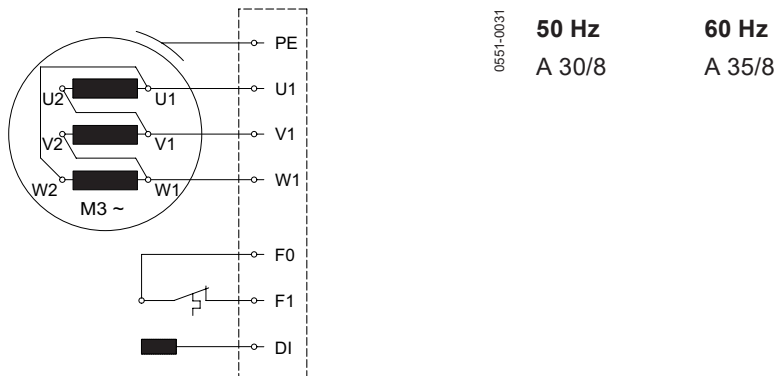 PE
U2 U1 U1
V2 V1 V1
W2 W1 W1
M3 ~
F0
F1
DI
0551-0031
50 Hz 60 Hz
A 30/8 A 35/8